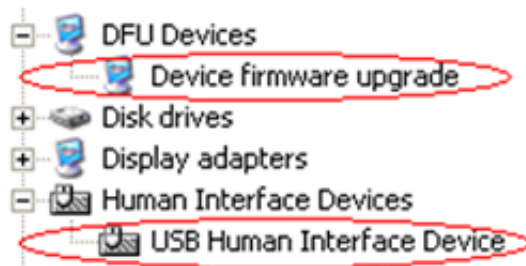 DFU Devices
Device firmware upgrade
Disk drives
Display adapters
Human Interface Devices
USB Human Interface Device